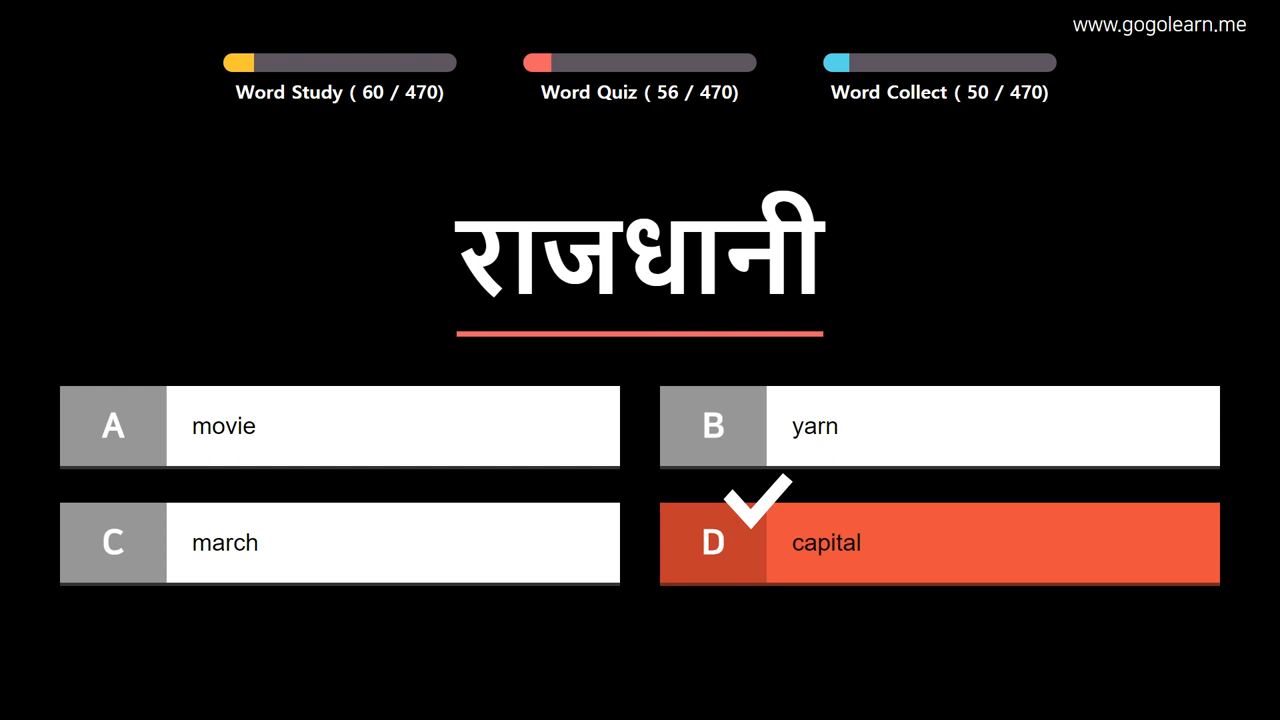 www.gogolearn.me
Word Study ( 60 / 470)
Word Quiz ( 56 / 470)
Word Collect ( 50 / 470)
राजधानी
A movie
B yarn
C march
D capital